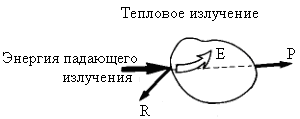 Тепловое излучение
Энергия падающего
излучения
E
P
R